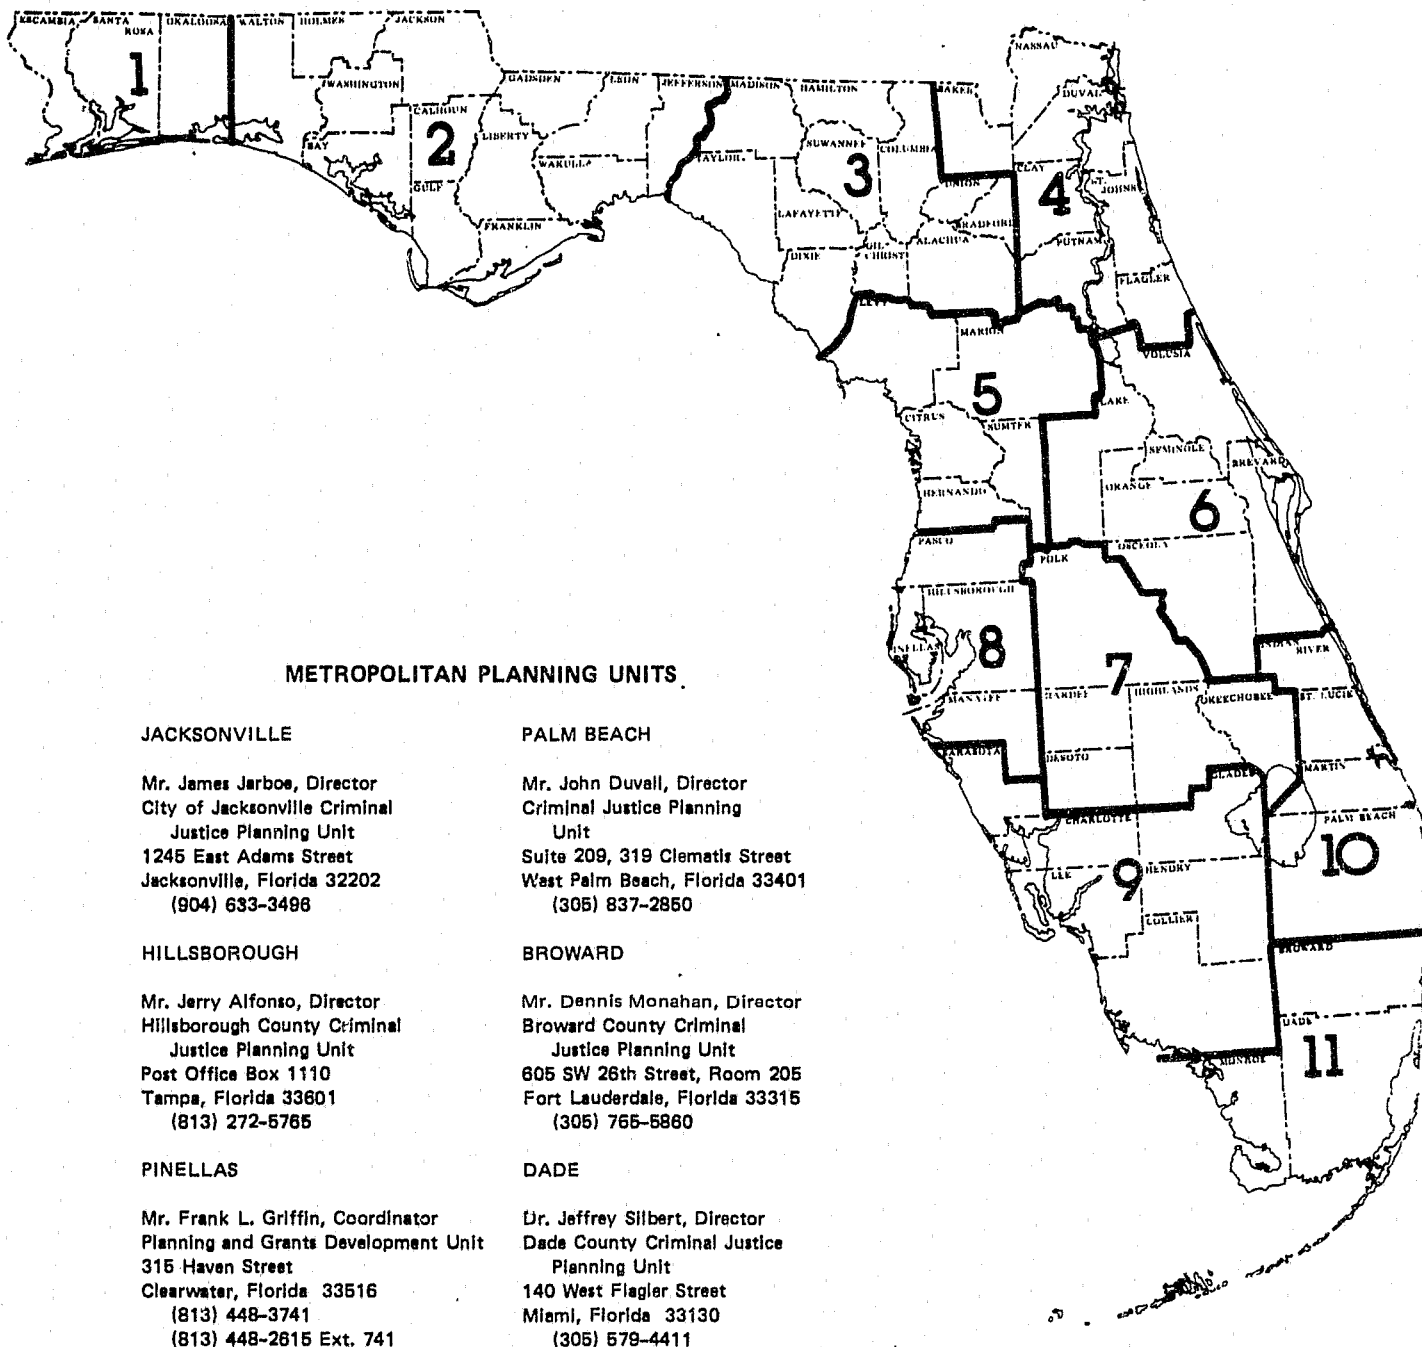 ESCAMBIA
SANTA
ROSA
OKALOOSA
WALTON
HOLMES
JACKSON
WASHINGTON
BAY
CALHOUN
GULF
GADSDEN
LIBERTY
FRANKLIN
LEON
WAKULLA
JEFFERSON
MADISON
TAYLOR
HAMILTON
SUWANNEE
LAFAYETTE
DIXIE
COLUMBIA
GIL-
CHRIST
ALACHUA
UNION
BRADFORD
BAKER
NASSAU
DUVAL
CLAY
ST.
JOHNS
PUTNAM
FLAGLER
LEVY
MARION
CITRUS
SUMTER
HERNANDO
VOLUSIA
LAKE
SEMINOLE
ORANGE
BREVARD
OSCEOLA
PASCO
POLK
HILLSBOROUGH
PINELLAS
MANATEE
HARDEE
HIGHLANDS
OKEECHOBEE
INDIAN
RIVER
ST. LUCIE
SARASOTA
DESOTO
GLADES
MARTIN
CHARLOTTE
PALM BEACH
LEE
HENDRY
COLLIER
BROWARD
DADE
MONROE
1
2
3
4
5
6
7
8
9
10
11
METROPOLITAN PLANNING UNITS
JACKSONVILLE
Mr. James Jarboe, Director
City of Jacksonville Criminal
Justice Planning Unit
1245 East Adams Street
Jacksonville, Florida 32202
(904) 633-3496
HILLSBOROUGH
Mr. Jerry Alfonso, Director
Hillsborough County Criminal
Justice Planning Unit
Post Office Box 1110
Tampa, Florida 33601
(813) 272-5765
PINELLAS
Mr. Frank L. Griffin, Coordinator
Planning and Grants Development Unit
315 Haven Street
Clearwater, Florida 33516
(813) 448-3741
(813) 448-2615 Ext. 741
PALM BEACH
Mr. John Duvall, Director
Criminal Justice Planning
Unit
Suite 209, 319 Clematis Street
West Palm Beach, Florida 33401
(305) 837-2850
BROWARD
Mr. Dennis Monahan, Director
Broward County Criminal
Justice Planning Unit
605 SW 26th Street, Room 205
Fort Lauderdale, Florida 33315
(305) 765-5860
DADE
Dr. Jeffrey Silbert, Director
Dade County Criminal Justice
Planning Unit
140 West Flagler Street
Miami, Florida 33130
(305) 579-4411